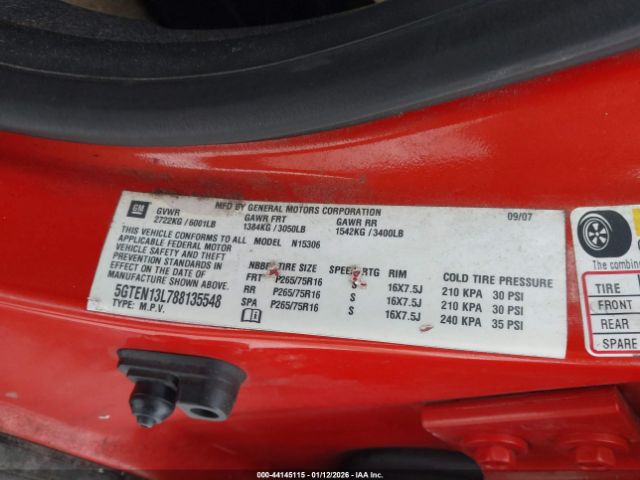 GM MFD BY GENERAL MOTORS CORPORATION 09/07
GVWR GAWR FRT GAWR RR
2722KG / 6001LB 1384KG / 3050LB 1542KG / 3400LB
THIS VEHICLE CONFORMS TO ALL MODEL N15306
APPLICABLE FEDERAL MOTOR
VEHICLE SAFETY AND THEFT
PREVENTION STANDARDS IN
EFFECT ON THE DATE OF
MANUFACTURE SHOWN ABOVE.
5GTEN13L788135548
TYPE: M.P.V.
TIRE SIZE RTG RIM COLD TIRE PRESSURE
FRT P265/75R16 S 16X7.5J 210 KPA 30 PSI
RR P265/75R16 S 16X7.5J 210 KPA 30 PSI
SPA P265/75R16 S 16X7.5J 240 KPA 35 PSI
TIRE
FRONT
REAR
SPARE
000-44145115 - 01/12/2026 - IAAI.COM